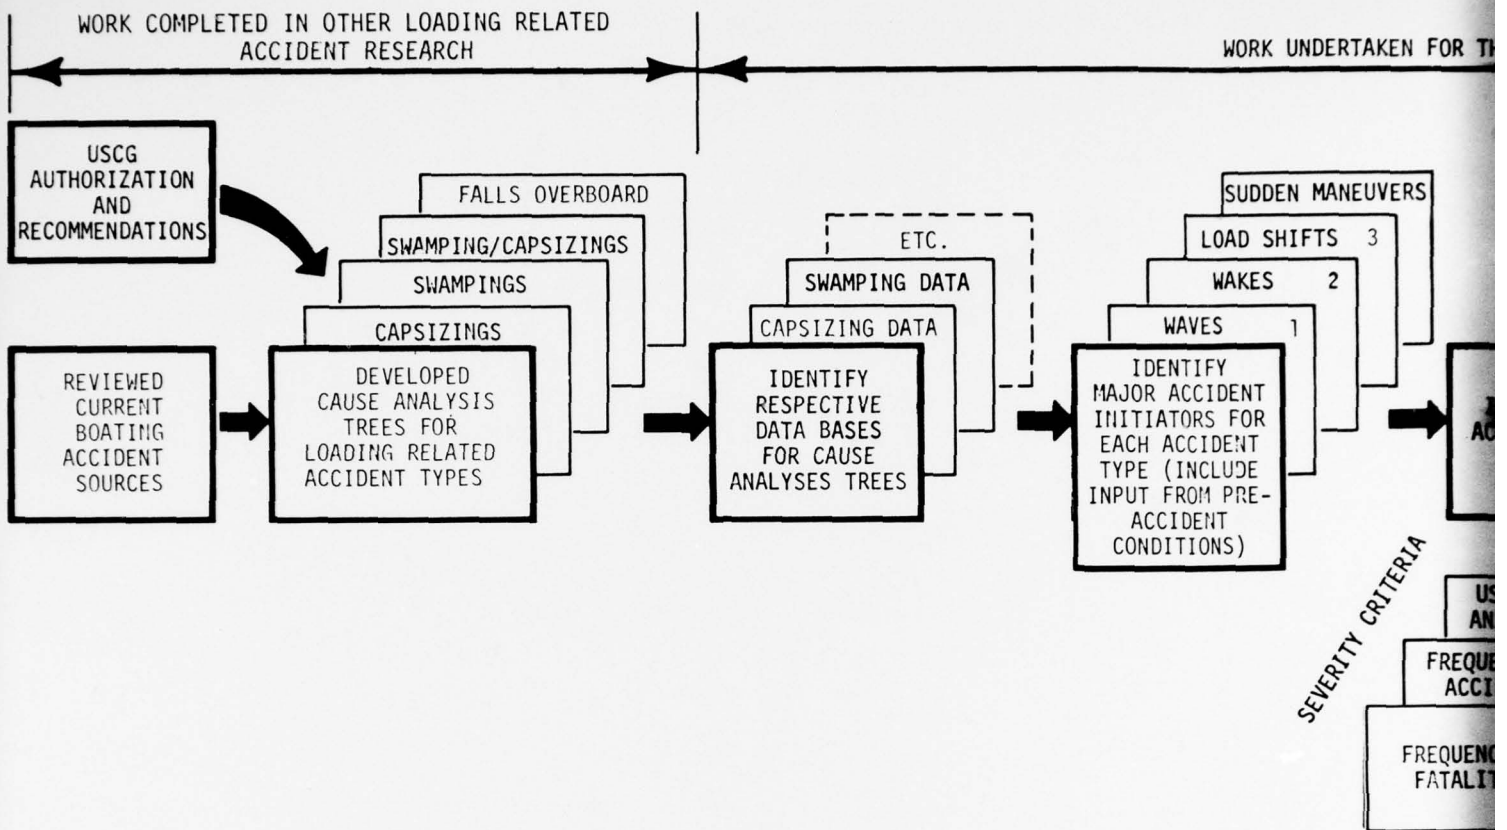 WORK COMPLETED IN OTHER LOADING RELATED
ACCIDENT RESEARCH
WORK UNDERTAKEN FOR
USCG
AUTHORIZATION
AND
RECOMMENDATIONS
FALLS OVERBOARD
SWAMPING/CAPSIZINGS
SWAMPINGS
CAPSIZINGS
REVIEWED
CURRENT
BOATING
ACCIDENT
SOURCES
DEVELOPED
CAUSE ANALYSIS
TREES FOR
LOADING RELATED
ACCIDENT TYPES
ETC.
SWAMPING DATA
CAPSIZING DATA
IDENTIFY
RESPECTIVE
DATA BASES
FOR CAUSE
ANALYSES TREES
SUDDEN MANEUVERS
LOAD SHIFTS 3
WAKES 2
WAVES 1
IDENTIFY
MAJOR ACCIDENT
INITIATORS FOR
EACH ACCIDENT
TYPE (INCLUDE
INPUT FROM PRE-
ACCIDENT
CONDITIONS)
SEVERITY CRITERIA